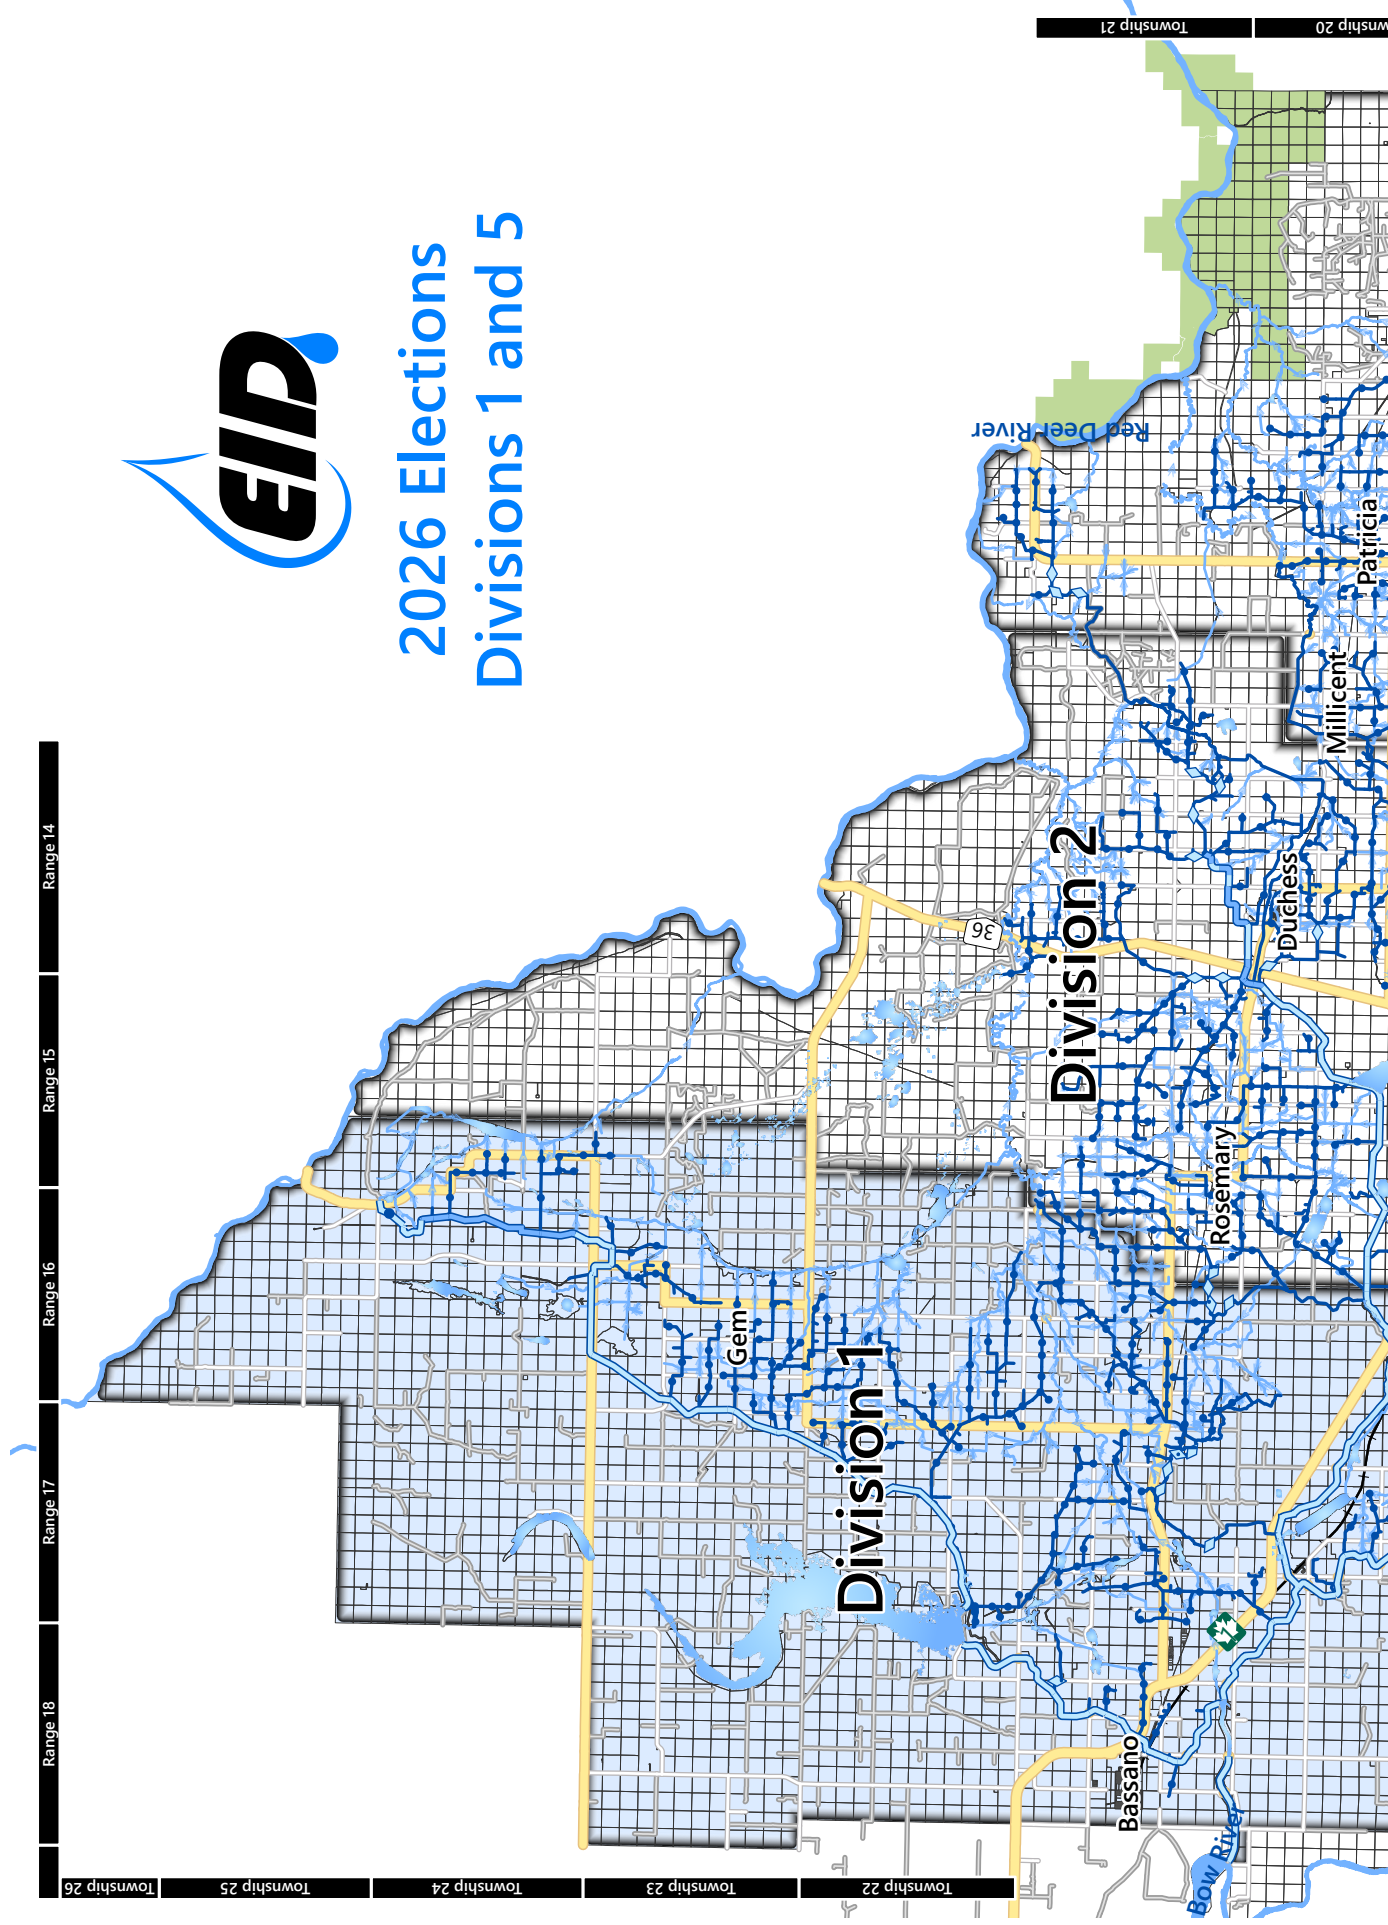 EID
2026 Elections
Divisions 1 and 5
Range 18
Range 17
Range 16
Range 15
Range 14
Township 26
Township 25
Township 24
Township 23
Township 22
Township 21
Red Deer River
36
Division 2
Division 1
Gem
Duchess
Rosemary
Millicent
Patricia
Bassano
1
Bow River